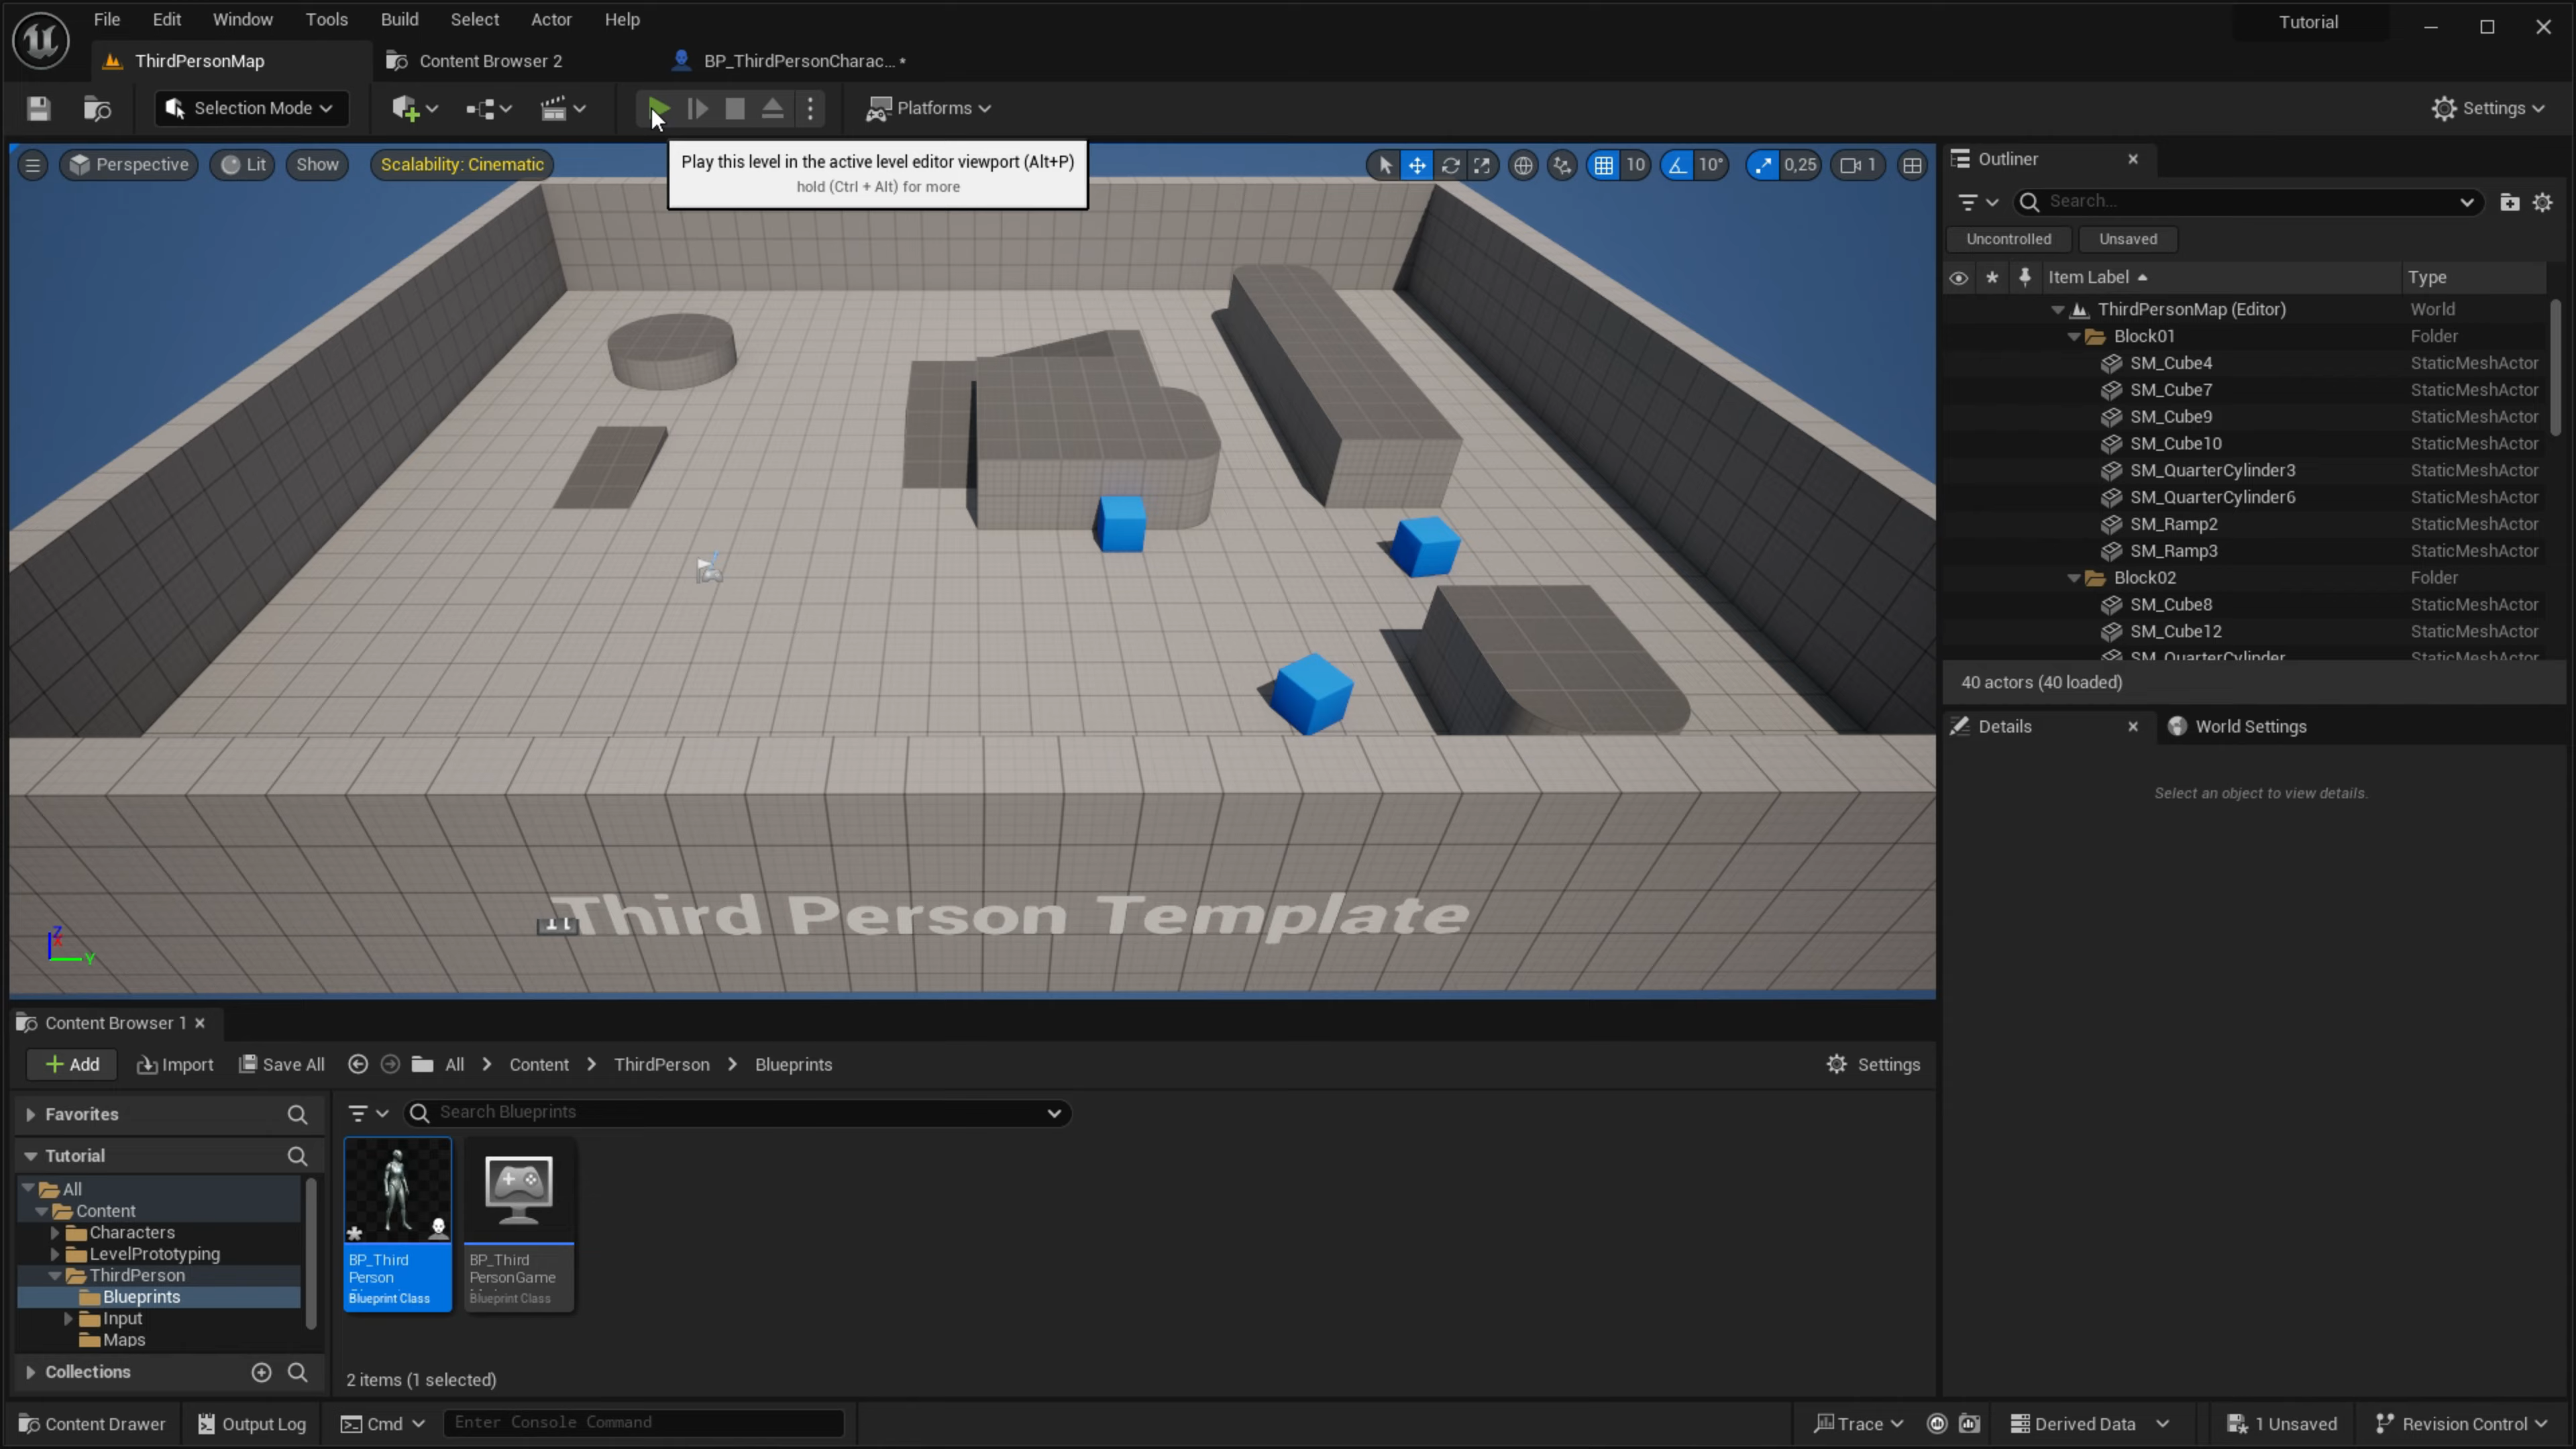 File Edit Window Tools Build Select Actor Help
Tutorial
ThirdPersonMap
Content Browser 2
BP_ThirdPersonCharac... *
Selection Mode
Platforms
Settings
Play this level in the active level editor viewport (Alt+P)
hold (Ctrl + Alt) for more
Perspective
Lit
Show
Scalability: Cinematic
10
10°
0,25
1
Third Person Template
Z
X
Y
Outliner
Search...
Uncontrolled
Unsaved
Item Label
Type
ThirdPersonMap (Editor) World
Block01 Folder
SM_Cube4 StaticMeshActor
SM_Cube7 StaticMeshActor
SM_Cube9 StaticMeshActor
SM_Cube10 StaticMeshActor
SM_QuarterCylinder3 StaticMeshActor
SM_QuarterCylinder6 StaticMeshActor
SM_Ramp2 StaticMeshActor
SM_Ramp3 StaticMeshActor
Block02 Folder
SM_Cube8 StaticMeshActor
SM_Cube12 StaticMeshActor
SM_QuarterCylinder StaticMeshActor
40 actors (40 loaded)
Details
World Settings
Select an object to view details.
Content Browser 1
Add
Import
Save All
All > Content > ThirdPerson > Blueprints
Settings
Favorites
Tutorial
All
Content
Characters
LevelPrototyping
ThirdPerson
Blueprints
Input
Maps
Collections
Search Blueprints
BP_Third
Person
Blueprint Class
BP_Third
PersonGame
Blueprint Class
2 items (1 selected)
Content Drawer
Output Log
Cmd
Enter Console Command
Trace
Derived Data
1 Unsaved
Revision Control